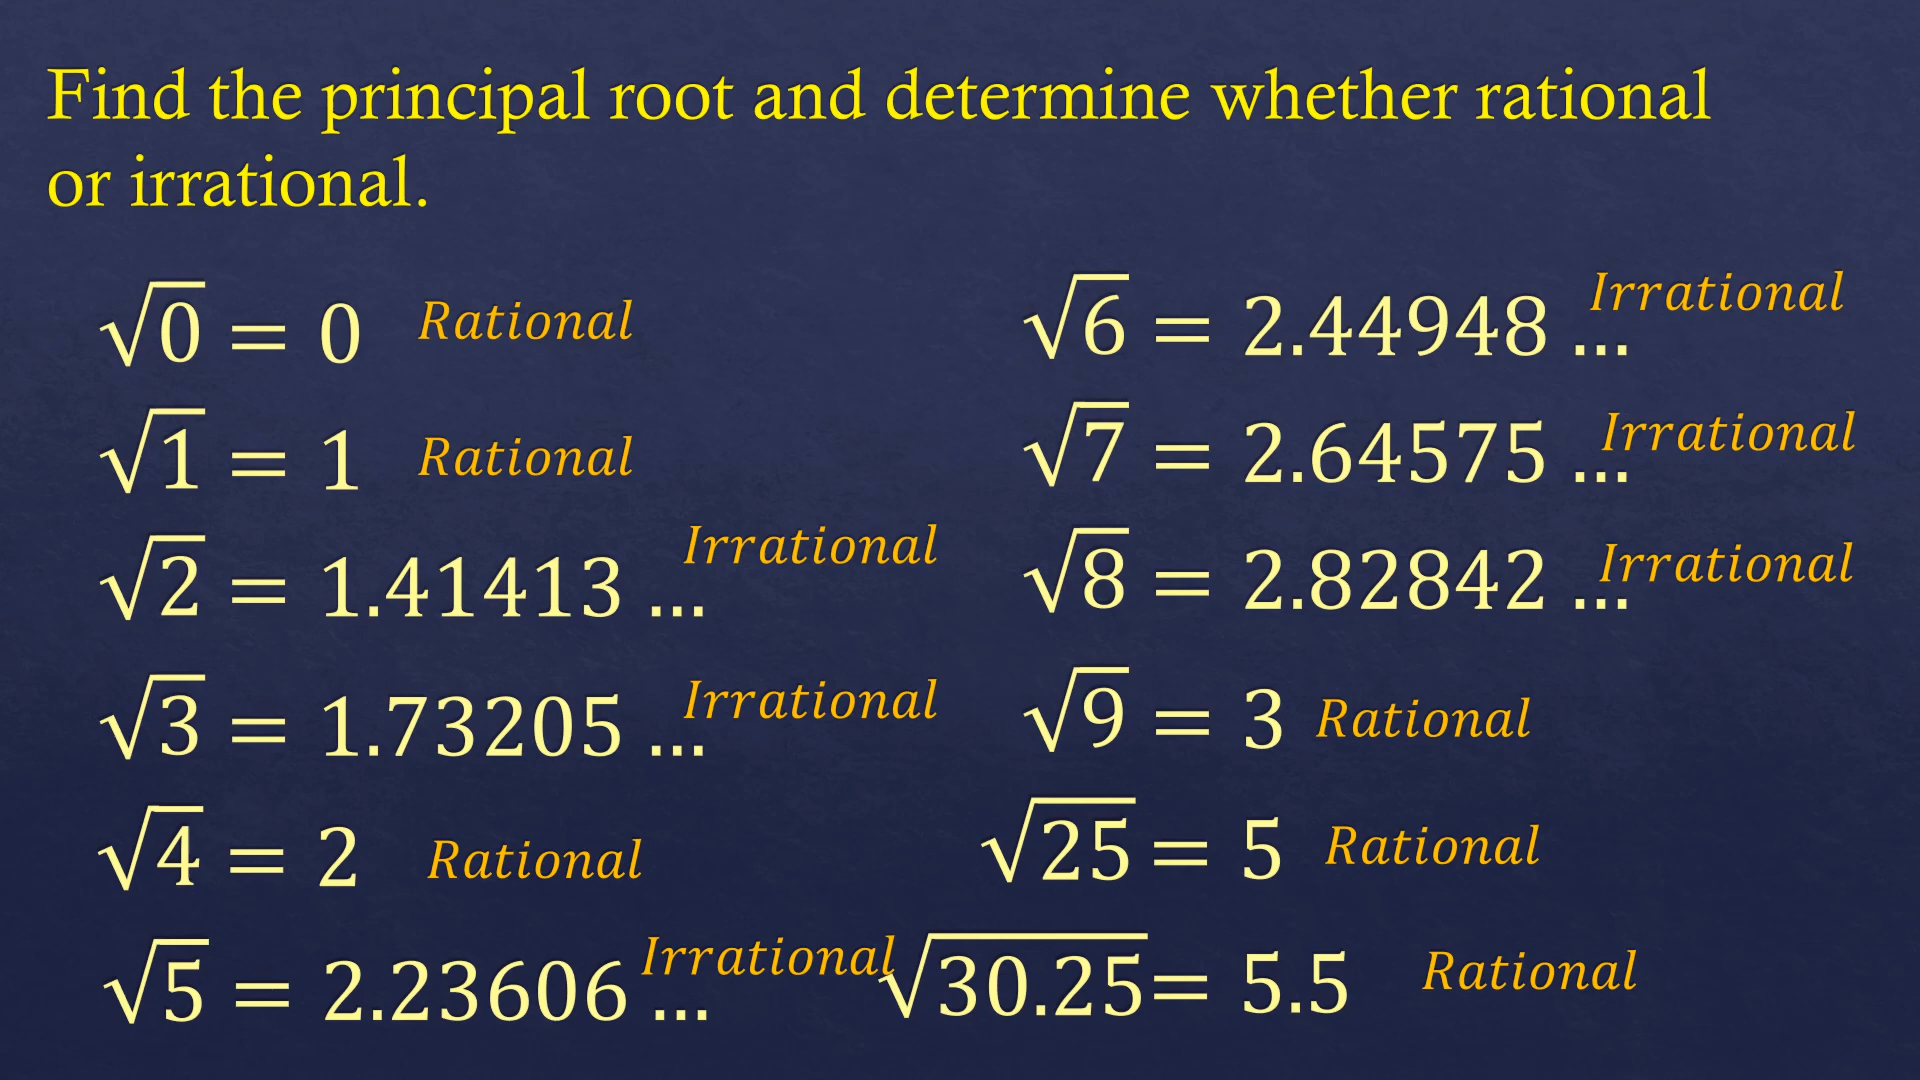 Find the principal root and determine whether rational
or irrational.
√0 = 0 Rational
√1 = 1 Rational
√2 = 1.41413 … Irrational
√3 = 1.73205 … Irrational
√4 = 2 Rational
√5 = 2.23606 … Irrational
√6 = 2.44948 … Irrational
√7 = 2.64575 … Irrational
√8 = 2.82842 … Irrational
√9 = 3 Rational
√25 = 5 Rational
√30.25 = 5.5 Rational